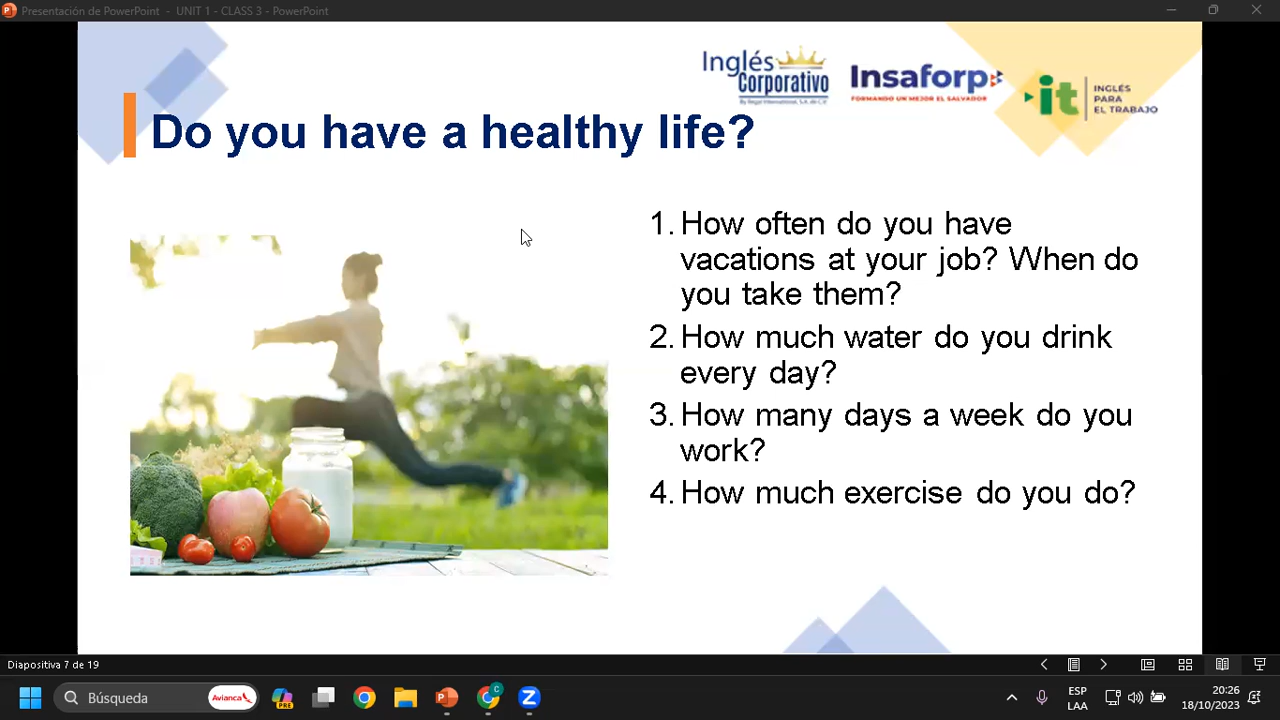 Presentación de PowerPoint - UNIT 1 - CLASS 3 - PowerPoint
Inglés
Corporativo
Insaforp
FORMANDO UN MEJOR EL SALVADOR
it
INGLÉS
PARA
EL TRABAJO
Do you have a healthy life?
1. How often do you have
vacations at your job? When do
you take them?
2. How much water do you drink
every day?
3. How many days a week do you
work?
4. How much exercise do you do?
Diapositiva 7 de 19
Búsqueda
Avianca
PRE
C
Z
ESP
LAA
20:26
18/10/2023